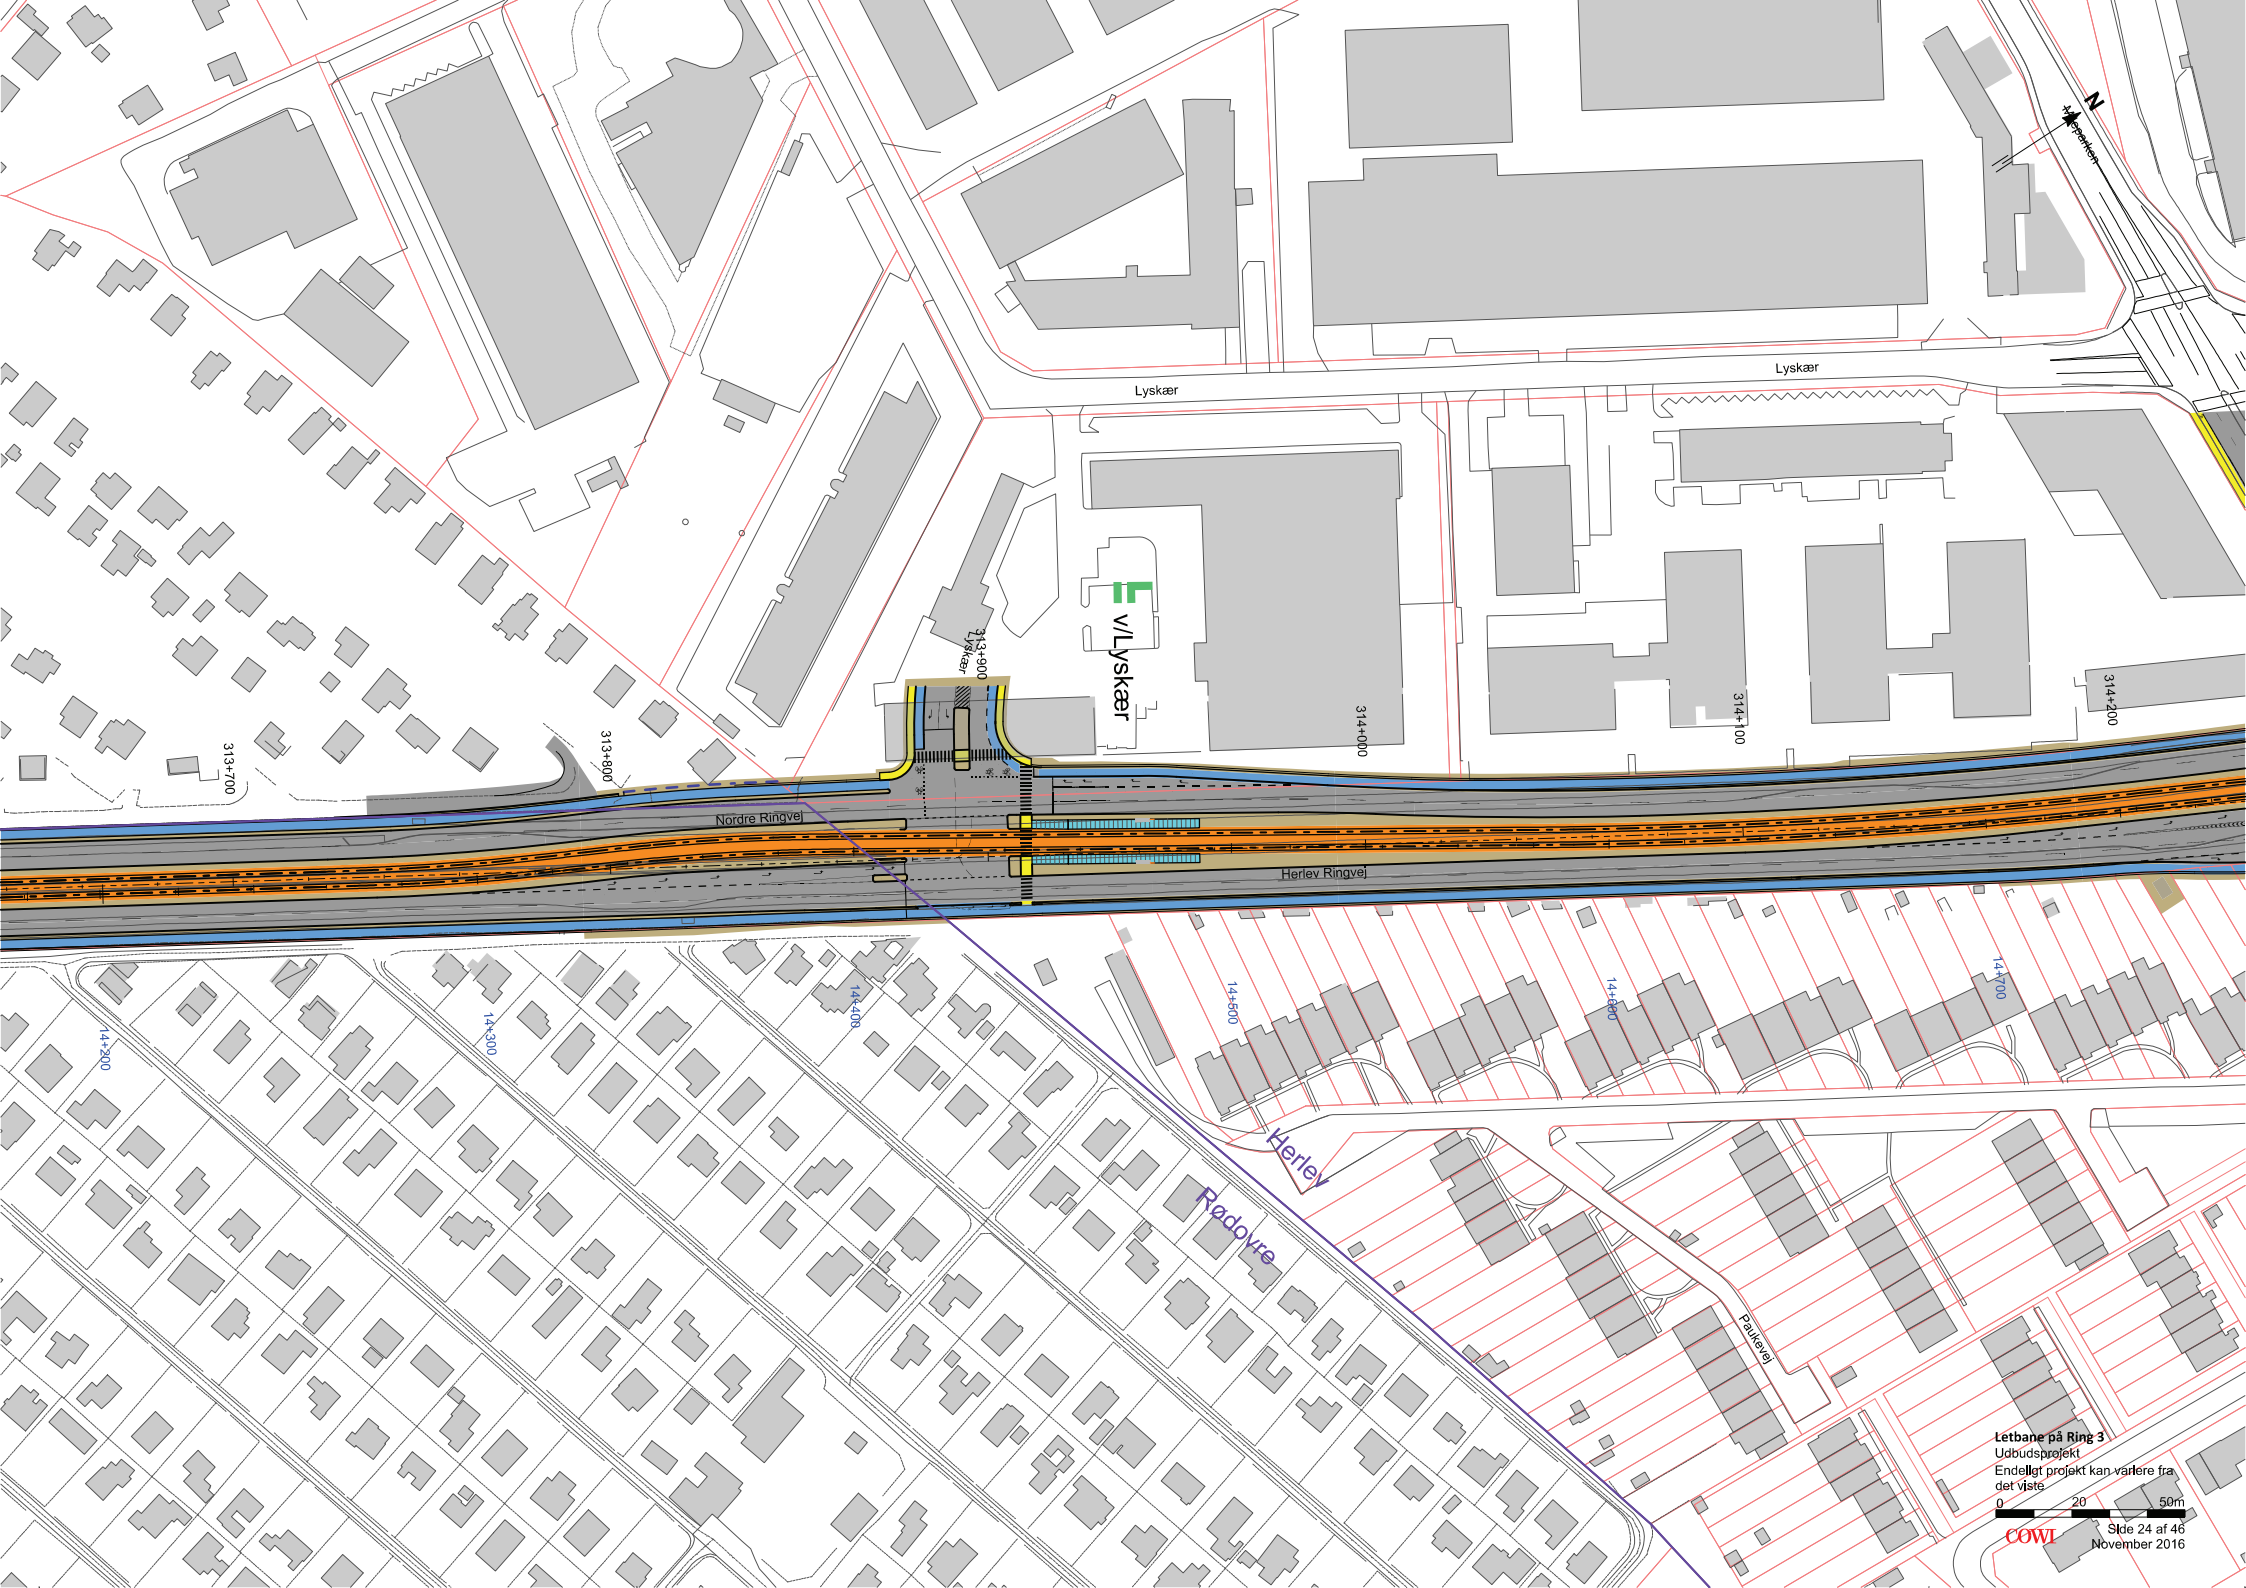 N
Lyskær
Lyskær
v/Lyskær
313+900
Lyskær
314+200
314+100
314+000
313+800
313+700
Nordre Ringvej
Herlev Ringvej
14+700
14+600
14+500
14+400
14+300
14+200
Herlev
Rødovre
Paukevej
Letbane på Ring 3
Udbudsprojekt
Endeligt projekt kan variere fra
det viste
0 20 50m
COWI
Side 24 af 46
November 2016